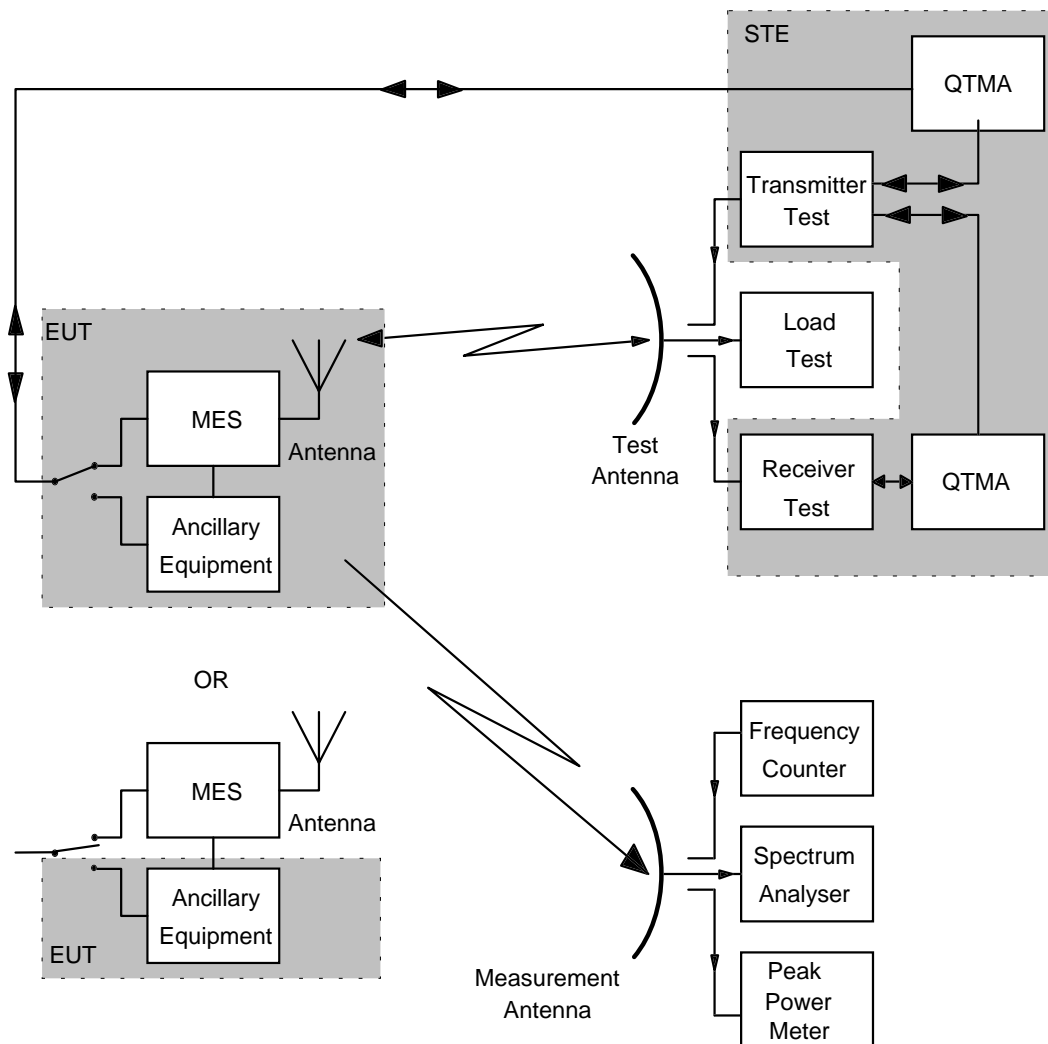 STE
QTMA
Transmitter
Test
EUT
Load
Test
MES
Antenna
Test
Antenna
Receiver
Test
QTMA
Ancillary
Equipment
OR
Frequency
Counter
MES
Antenna
Spectrum
Analyser
Ancillary
Equipment
EUT
Measurement
Antenna
Peak
Power
Meter